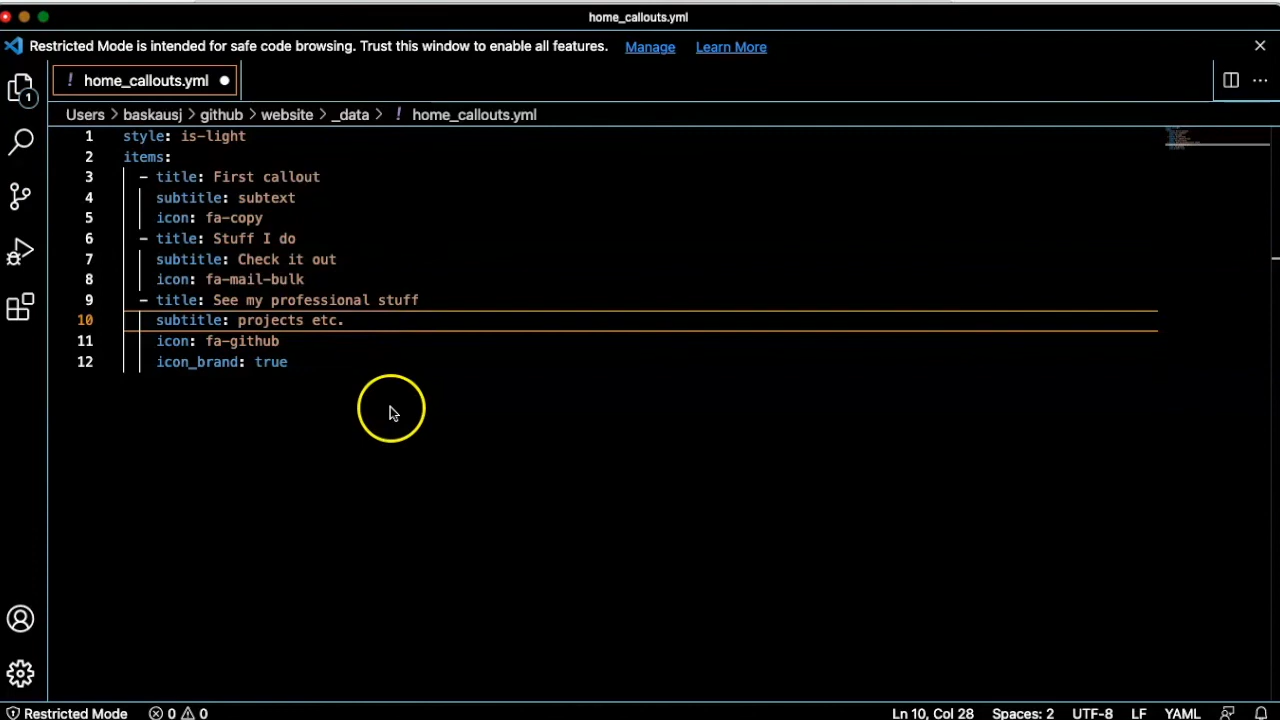 home_callouts.yml
Restricted Mode is intended for safe code browsing. Trust this window to enable all features. Manage Learn More
! home_callouts.yml
1
Users > baskausj > github > website > _data > ! home_callouts.yml
1 style: is-light
2 items:
3 - title: First callout
4 subtitle: subtext
5 icon: fa-copy
6 - title: Stuff I do
7 subtitle: Check it out
8 icon: fa-mail-bulk
9 - title: See my professional stuff
10 subtitle: projects etc.
11 icon: fa-github
12 icon_brand: true
Restricted Mode 0 0 Ln 10, Col 28 Spaces: 2 UTF-8 LF YAML